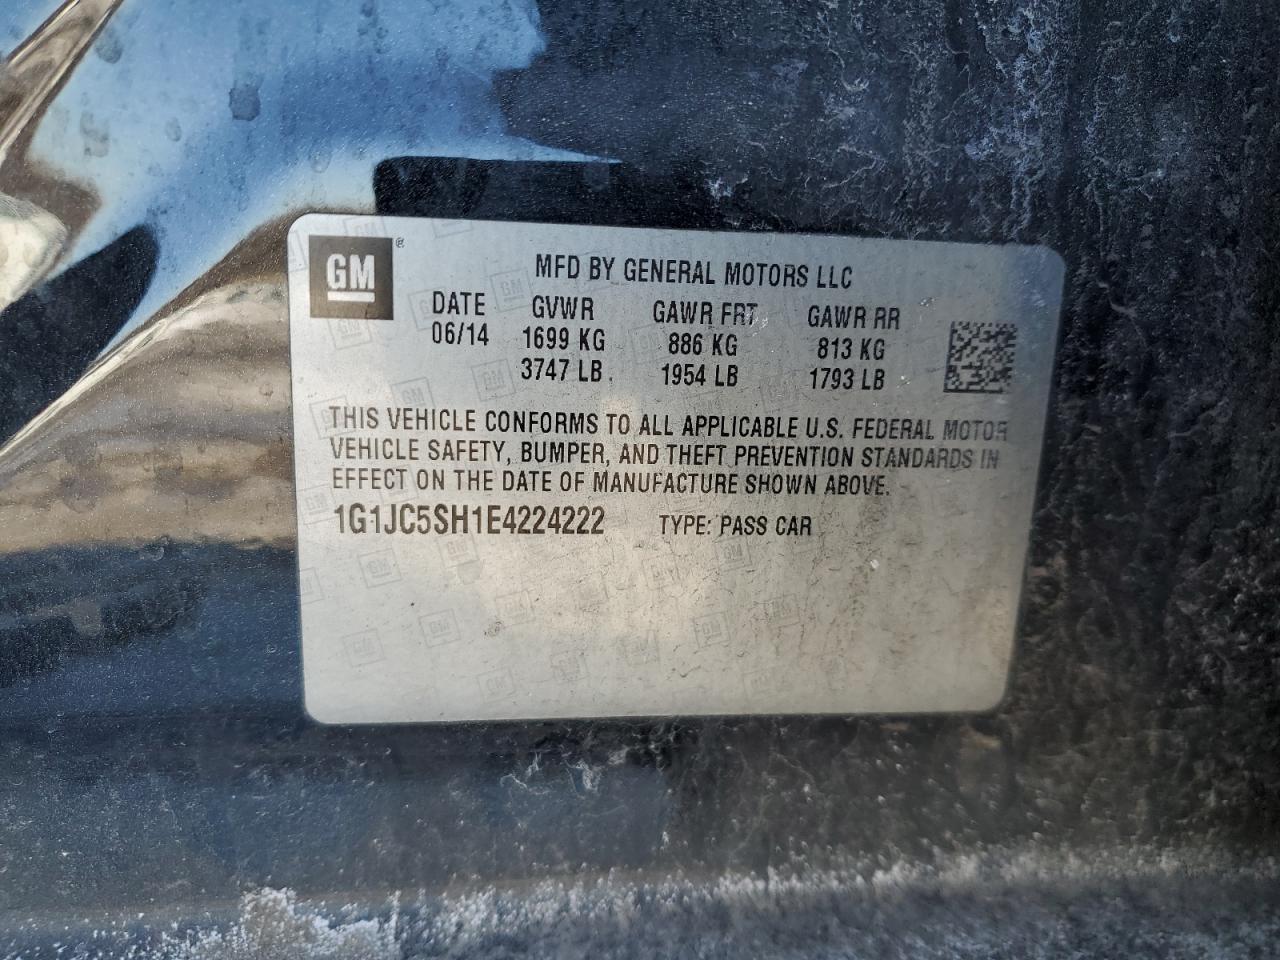 GM ®
MFD BY GENERAL MOTORS LLC
DATE GVWR GAWR FRT GAWR RR
06/14 1699 KG 886 KG 813 KG
3747 LB 1954 LB 1793 LB
THIS VEHICLE CONFORMS TO ALL APPLICABLE U.S. FEDERAL MOTOR
VEHICLE SAFETY, BUMPER, AND THEFT PREVENTION STANDARDS IN
EFFECT ON THE DATE OF MANUFACTURE SHOWN ABOVE.
1G1JC5SH1E4224222 TYPE: PASS CAR